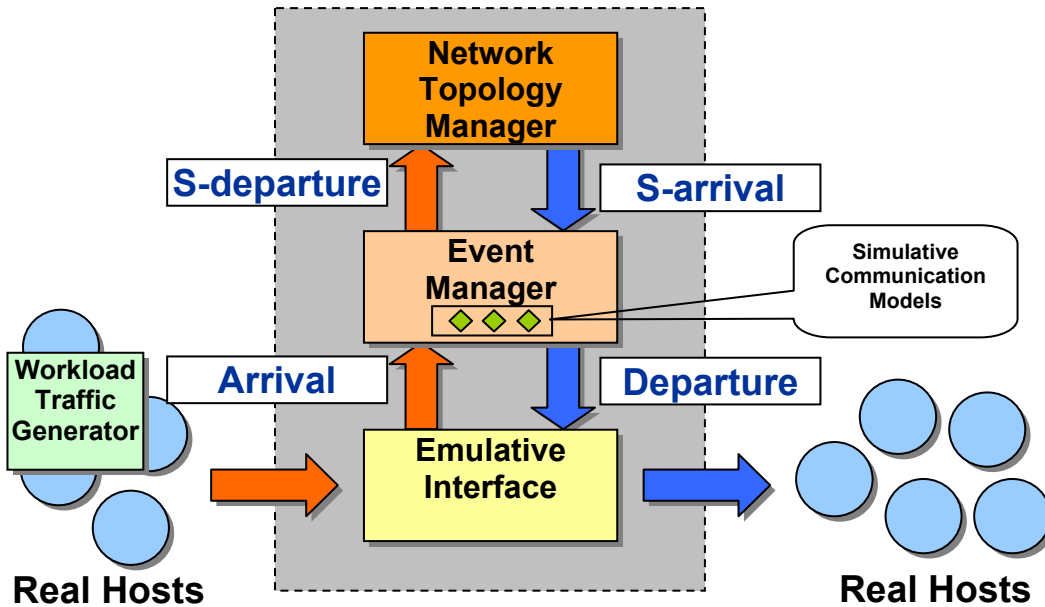 Network
Topology
Manager
S-departure
S-arrival
Event
Manager
Simulative
Communication
Models
Workload
Traffic
Generator
Arrival
Departure
Emulative
Interface
Real Hosts
Real Hosts